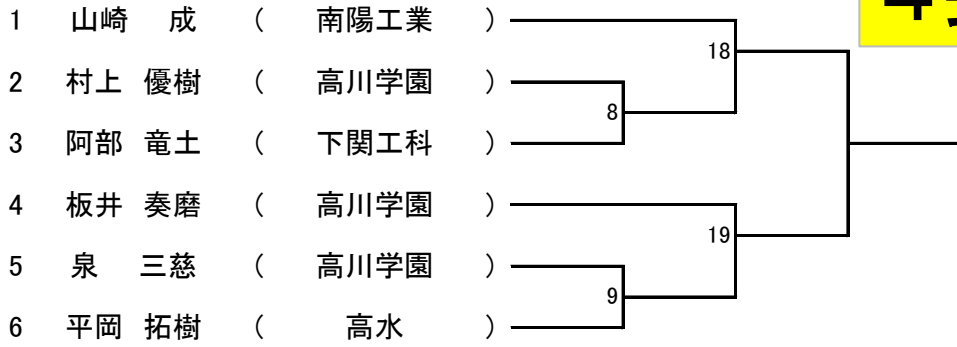 1 山崎 成 ( 南陽工業 )
18
2 村上 優樹 ( 高川学園 )
8
3 阿部 竜土 ( 下関工科 )
4 板井 奏磨 ( 高川学園 )
19
5 泉 三慈 ( 高川学園 )
9
6 平岡 拓樹 ( 高水 )